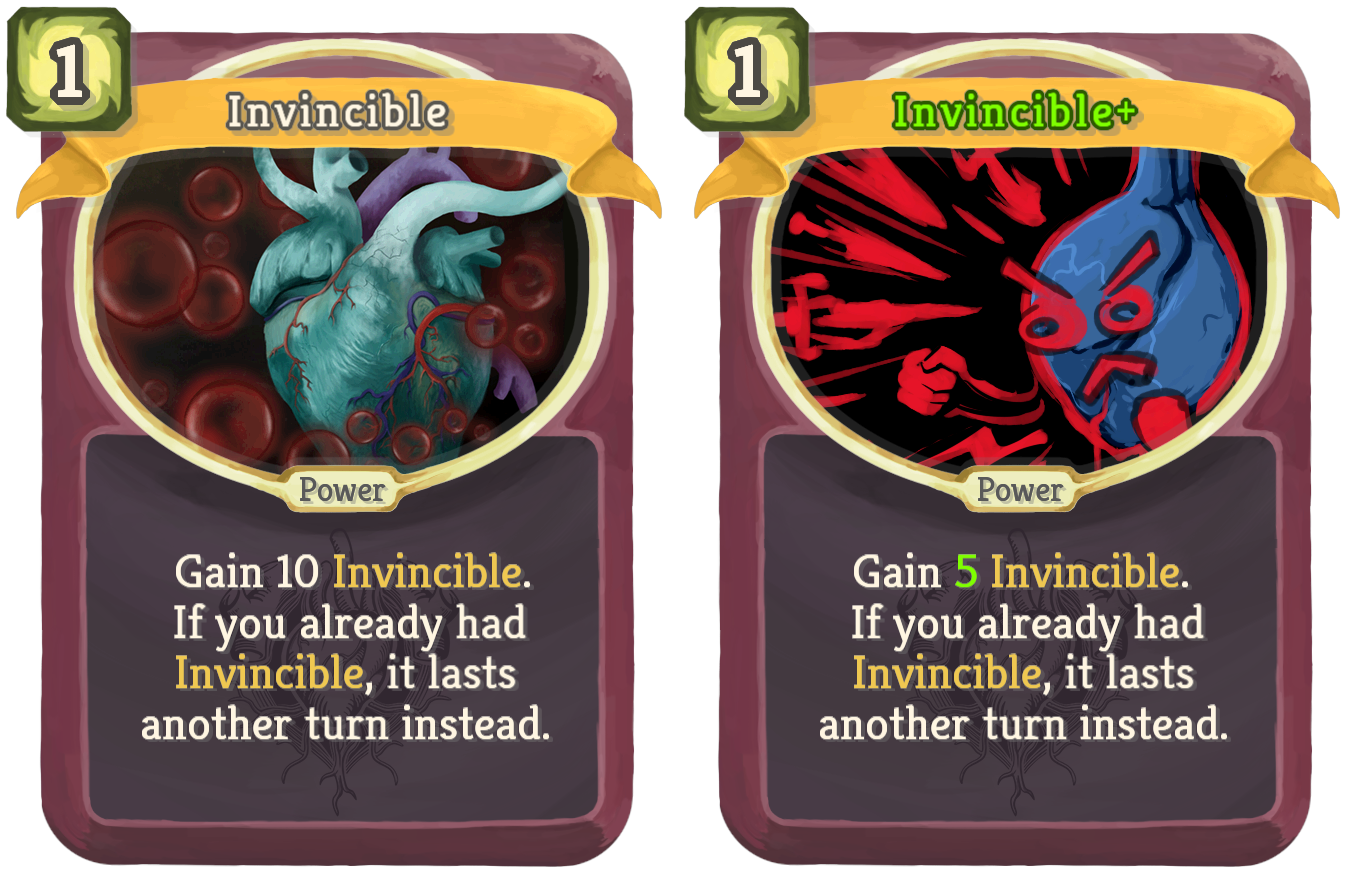 1
Invincible
Power
Gain 10 Invincible.
If you already had
Invincible, it lasts
another turn instead.
1
Invincible+
Power
Gain 5 Invincible.
If you already had
Invincible, it lasts
another turn instead.